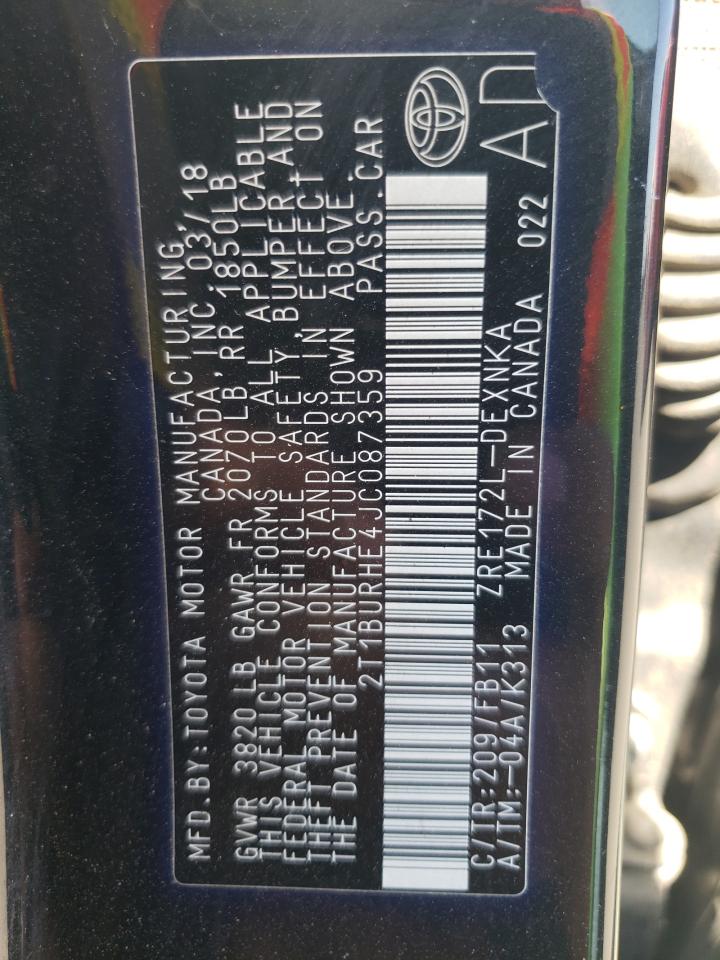 MFD.BY:TOYOTA MOTOR MANUFACTURING,
CANADA,INC. 03/18
GVWR 3820 LB GAWR FR 2070LB RR 1850LB
THIS VEHICLE CONFORMS TO ALL APPLICABLE
FEDERAL MOTOR VEHICLE SAFETY,BUMPER,AND
THEFT PREVENTION STANDARDS IN EFFECT ON
THE DATE OF MANUFACTURE SHOWN ABOVE.
2T1BURHE4JC087359 PASS.CAR
C/TR:209/FB11 ZRE172L-DEXNKA
A/TM:-04A/K313 MADE IN CANADA 022
AD